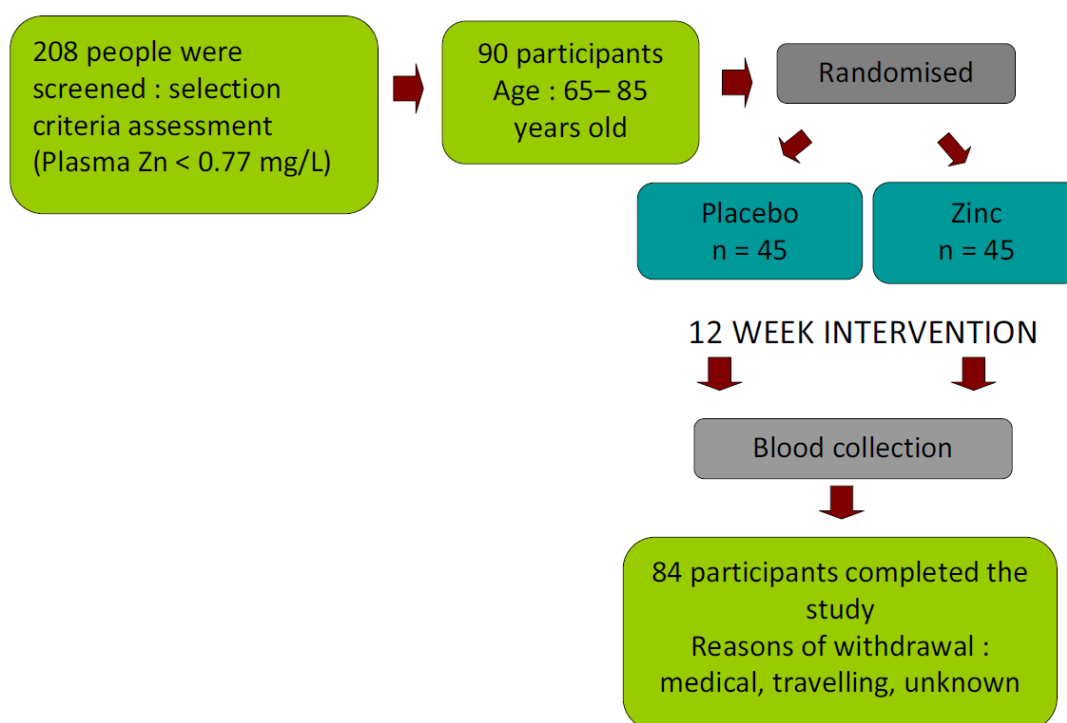 208 people were
screened : selection
criteria assessment
(Plasma Zn < 0.77 mg/L)
90 participants
Age : 65– 85
years old
Randomised
Placebo
n = 45
Zinc
n = 45
12 WEEK INTERVENTION
Blood collection
84 participants completed the
study
Reasons of withdrawal :
medical, travelling, unknown